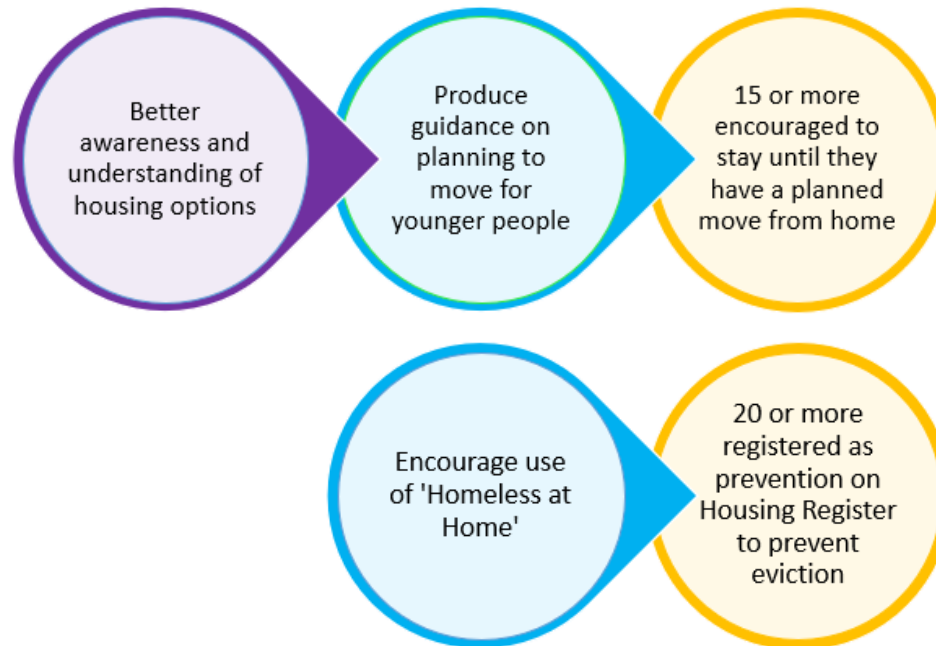 Better
awareness and
understanding of
housing options
Produce
guidance on
planning to
move for
younger people
15 or more
encouraged to
stay until they
have a planned
move from home
Encourage use
of 'Homeless at
Home'
20 or more
registered as
prevention on
Housing Register
to prevent
eviction